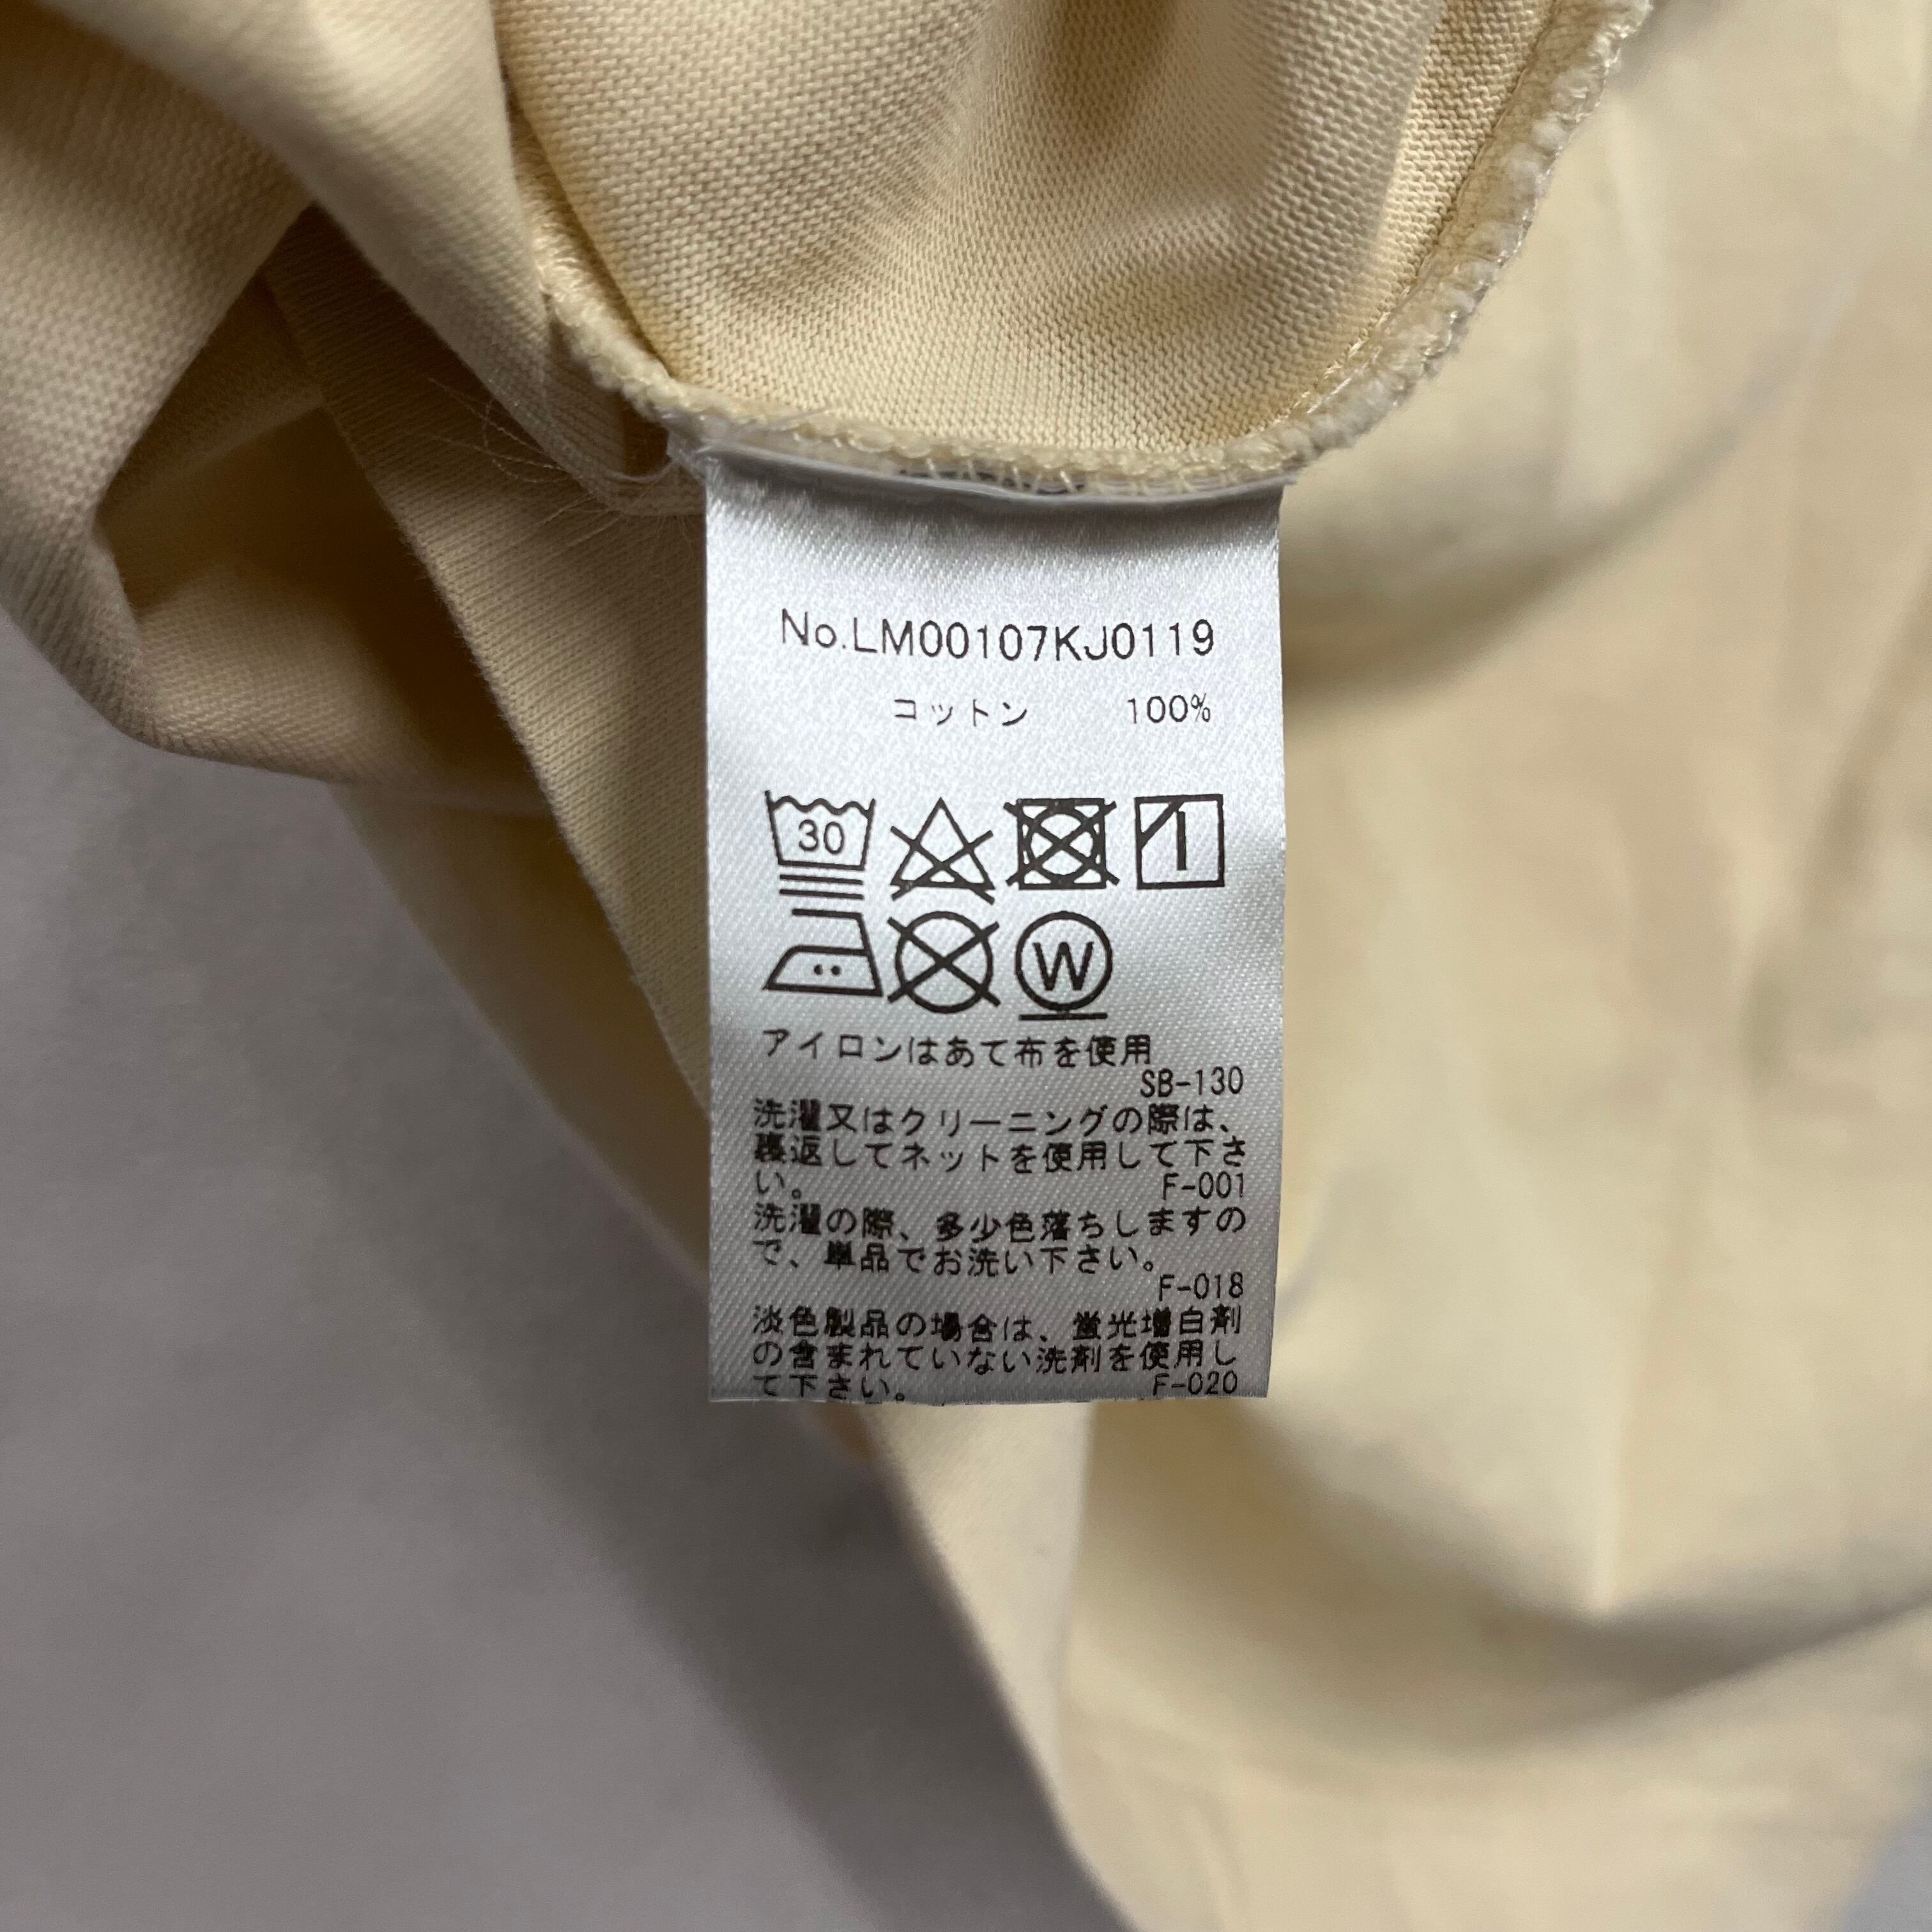 No.LM00107KJ0119
コットン 100%
30
W
アイロンはあて布を使用
SB-130
洗濯又はクリーニングの際は、
裏返してネットを使用して下さ
い。 F-001
洗濯の際、多少色落ちしますの
で、単品でお洗い下さい。
F-018
淡色製品の場合は、蛍光増白剤
の含まれていない洗剤を使用し
て下さい。 F-020